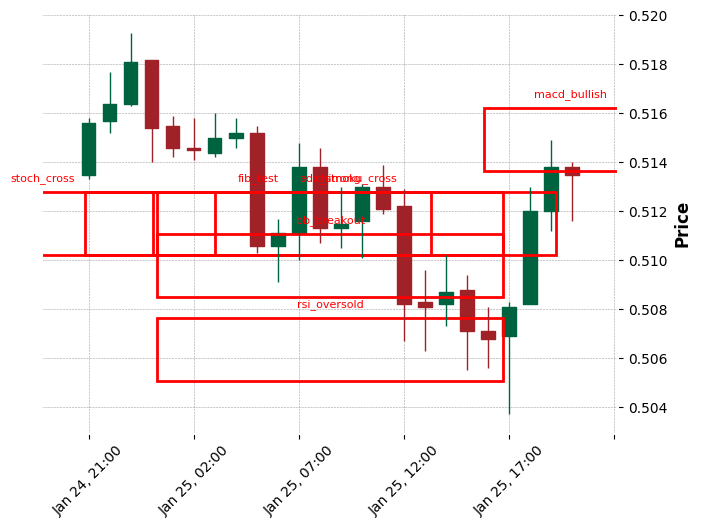 0.520
0.518
0.516
0.514
0.512
0.510
0.508
0.506
0.504
Price
macd_bullish
stoch_cross
fib_test
rsi_oversold
Jan 24, 21:00
Jan 25, 02:00
Jan 25, 07:00
Jan 25, 12:00
Jan 25, 17:00